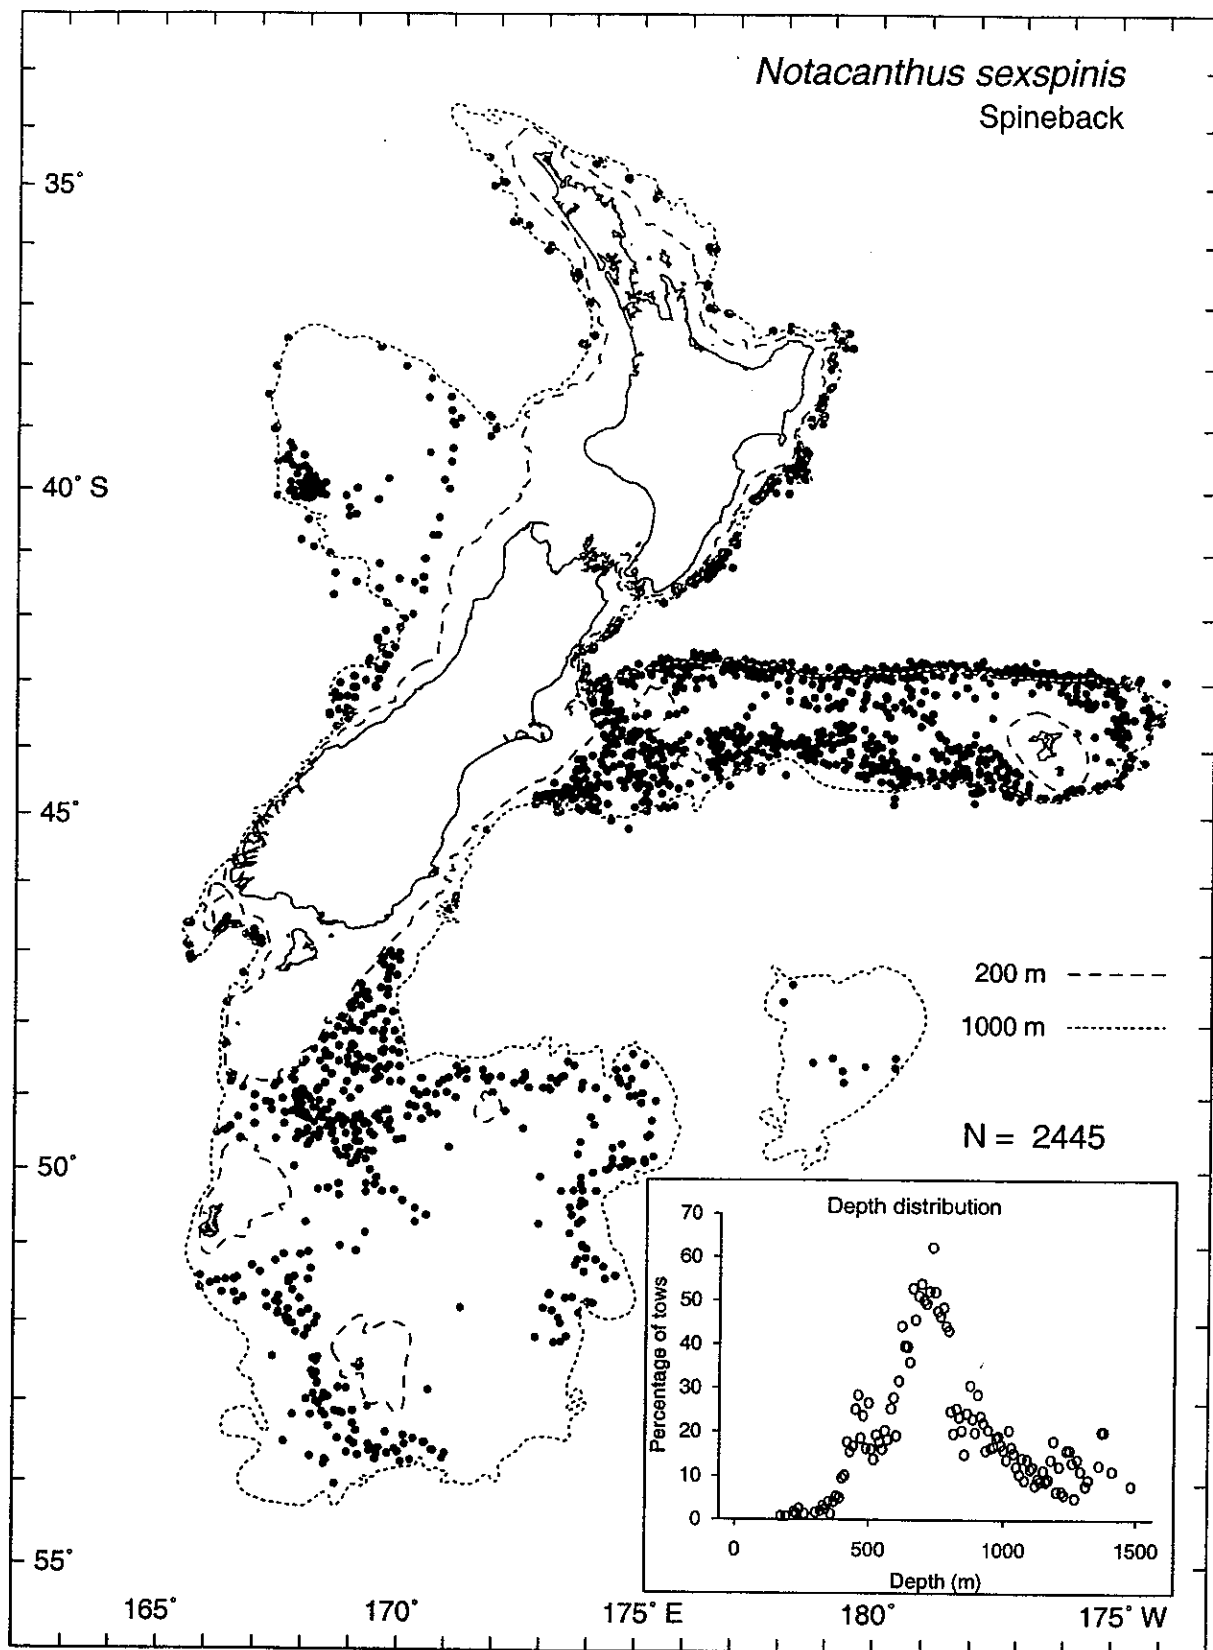 Notacanthus sexspinis
Spineback
35°
40° S
45°
200 m
1000 m
N = 2445
50°
Depth distribution
70
60
50
40
30
20
10
0
Percentage of tows
0 500 1000 1500
Depth (m)
55°
165° 170° 175° E 180° 175° W